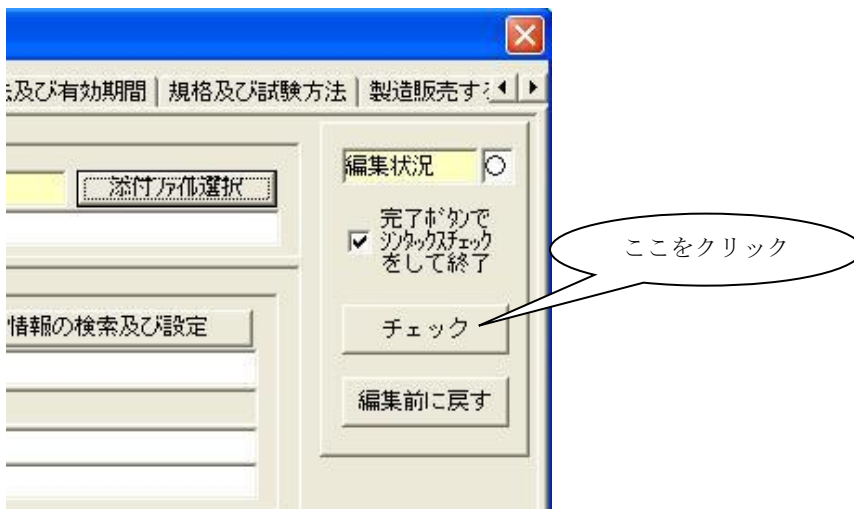 及び有効期間 規格及び試験方法 製造販売する
編集状況 ○
添付ファイル選択
完了ボタンで
シンタックスチェック
をして終了
ここをクリック
情報の検索及び設定
チェック
編集前に戻す